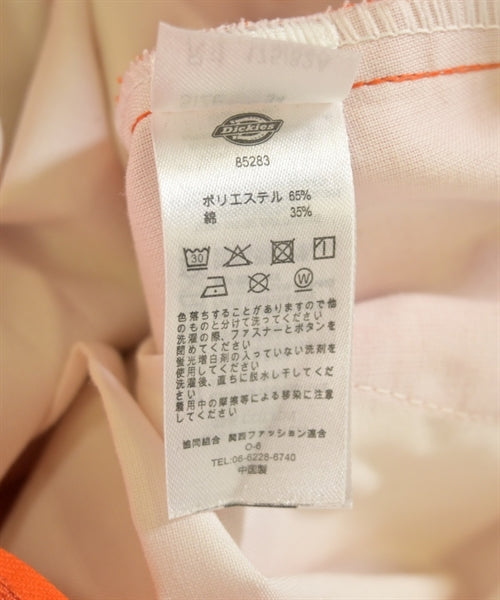 Dickies
85283
ポリエステル 65%
綿 35%
30
W
色落ちすることがありますので他
のものと分けて洗ってください
洗濯の際、ファスナーとボタンを
閉めてください
蛍光増白剤の入っていない洗剤を
使用してください
洗濯後、直ちに脱水し干してください
着用中の摩擦等による移染に注意
してください
協同組合 関西ファッション連合
O-6
TEL:06-6228-6740
中国製